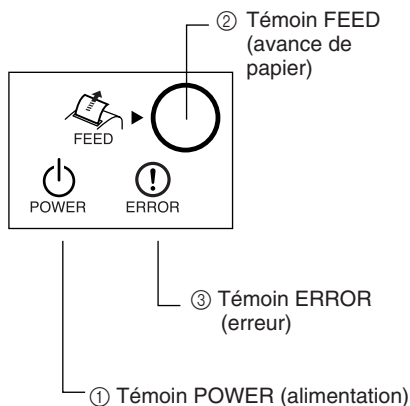 ② Témoin FEED
(avance de
papier)
FEED
POWER ERROR
③ Témoin ERROR
(erreur)
① Témoin POWER (alimentation)